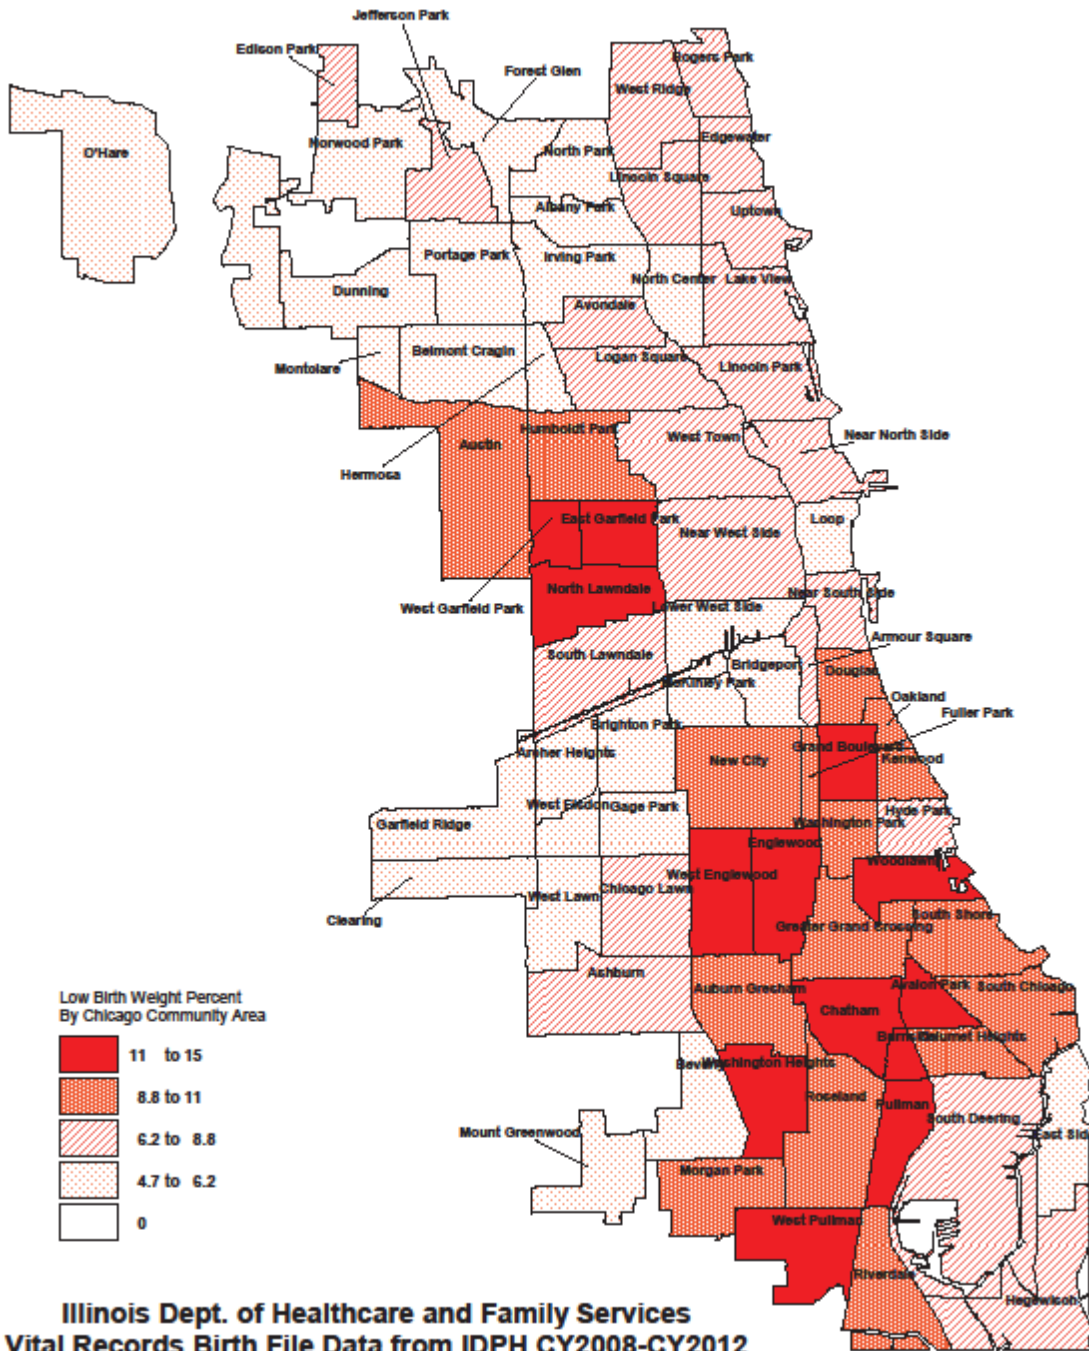 Jefferson Park
Edison Park
Rogers Park
Forest Glen
West Ridge
Edgewater
Norwood Park
O'Hare
North Park
Lincoln Square
Albany Park
Uptown
Portage Park
Irving Park
North Center
Lake View
Dunning
Avondale
Belmont Cragin
Logan Square
Lincoln Park
Montclare
Humboldt Park
Near North Side
West Town
Austin
Hermosa
East Garfield Park
Loop
Near West Side
North Lawndale
Near South Side
West Garfield Park
Lower West Side
Armour Square
South Lawndale
Bridgeport
Douglas
McKinley Park
Oakland
Fuller Park
Brighton Park
Archer Heights
Grand Boulevard
New City
Kenwood
West Elsdon
Gage Park
Hyde Park
Garfield Ridge
Washington Park
Englewood
Woodlawn
West Englewood
Chicago Lawn
West Lawn
South Shore
Clearing
Greater Grand Crossing
Ashburn
Auburn Gresham
Avalon Park
South Chicago
Chatham
Burnside
Calumet Heights
Beverly
Washington Heights
Roseland
Pullman
South Deering
Mount Greenwood
East Side
Morgan Park
West Pullman
Riverdale
Hegewisch
Low Birth Weight Percent
By Chicago Community Area
11 to 15
8.8 to 11
6.2 to 8.8
4.7 to 6.2
0
Illinois Dept. of Healthcare and Family Services
Vital Records Birth File Data from IDPH CY2008-CY2012